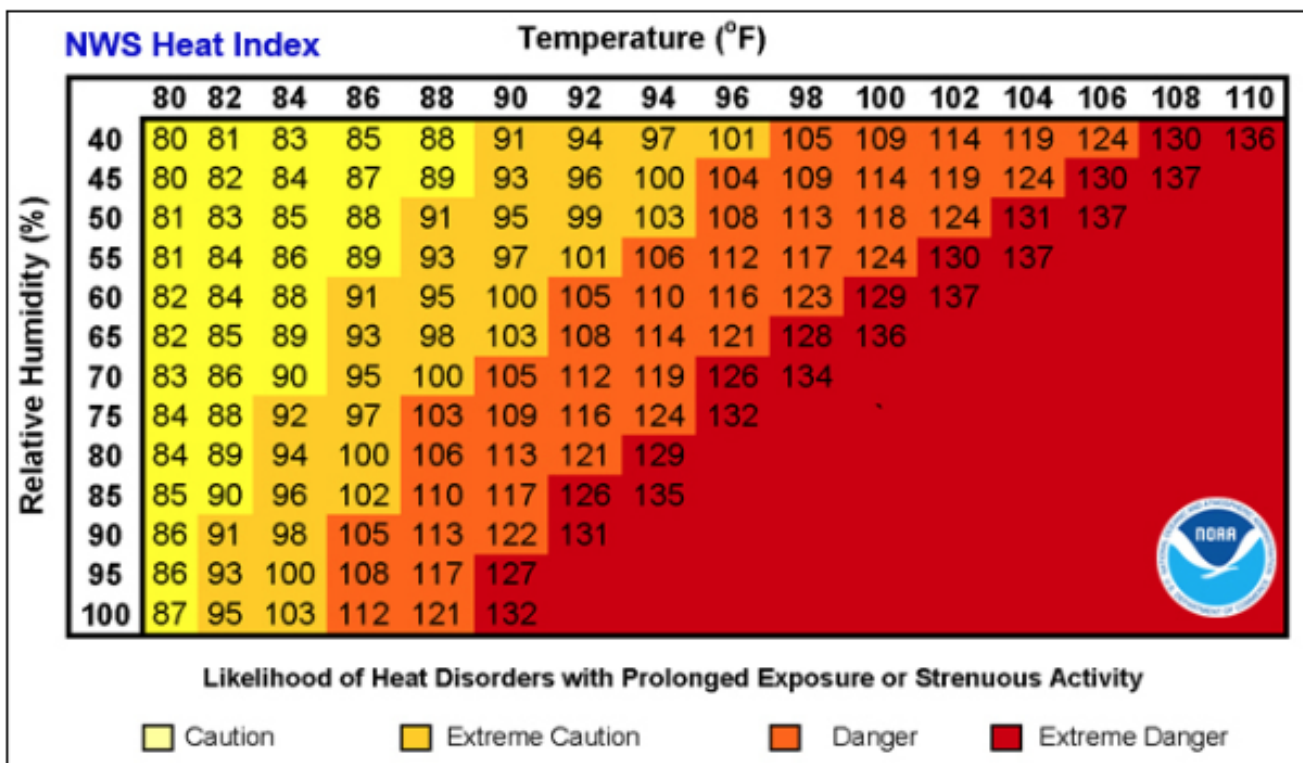 NWS Heat Index
Temperature (°F)
80 82 84 86 88 90 92 94 96 98 100 102 104 106 108 110
Relative Humidity (%)
40 80 81 83 85 88 91 94 97 101 105 109 114 119 124 130 136
45 80 82 84 87 89 93 96 100 104 109 114 119 124 130 137
50 81 83 85 88 91 95 99 103 108 113 118 124 131 137
55 81 84 86 89 93 97 101 106 112 117 124 130 137
60 82 84 88 91 95 100 105 110 116 123 129 137
65 82 85 89 93 98 103 108 114 121 128 136
70 83 86 90 95 100 105 112 119 126 134
75 84 88 92 97 103 109 116 124 132
80 84 89 94 100 106 113 121 129
85 85 90 96 102 110 117 126 135
90 86 91 98 105 113 122 131
95 86 93 100 108 117 127
100 87 95 103 112 121 132
NOAA
Likelihood of Heat Disorders with Prolonged Exposure or Strenuous Activity
Caution
Extreme Caution
Danger
Extreme Danger